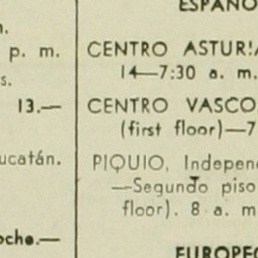 n.
p. m.
s.
13.—
ucatán.
oche.—
ESPAÑO
CENTRO ASTURIA
14—7:30 a. m.
CENTRO VASCO
(first floor)—7
PIQUIO, Indepen
—Segundo piso
floor). 8 a. m
EUROPE